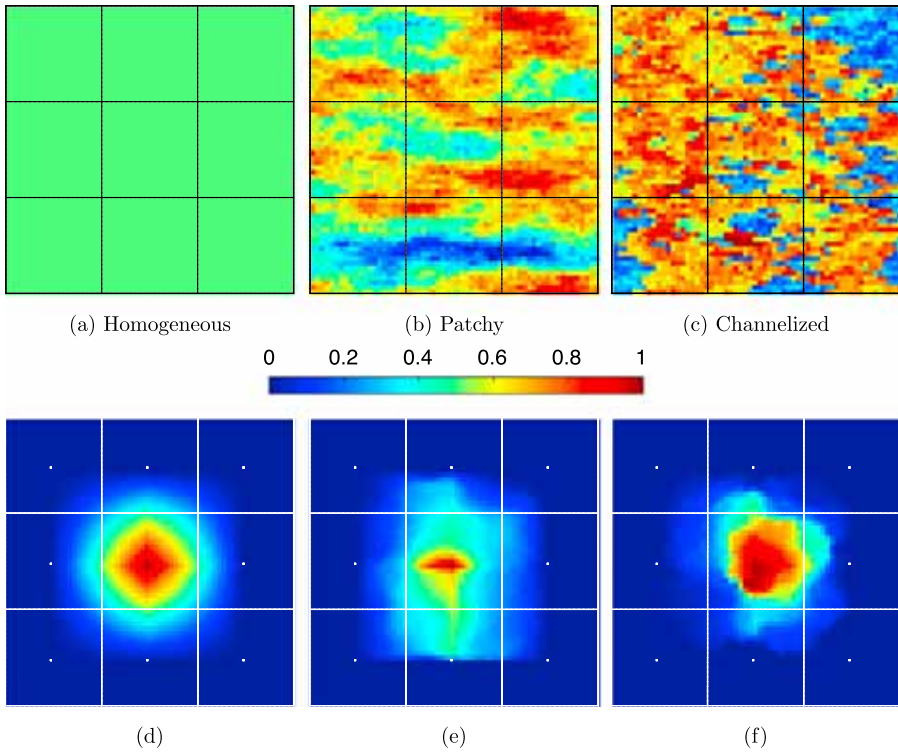 (a) Homogeneous
(b) Patchy
(c) Channelized
0 0.2 0.4 0.6 0.8 1
(d)
(e)
(f)